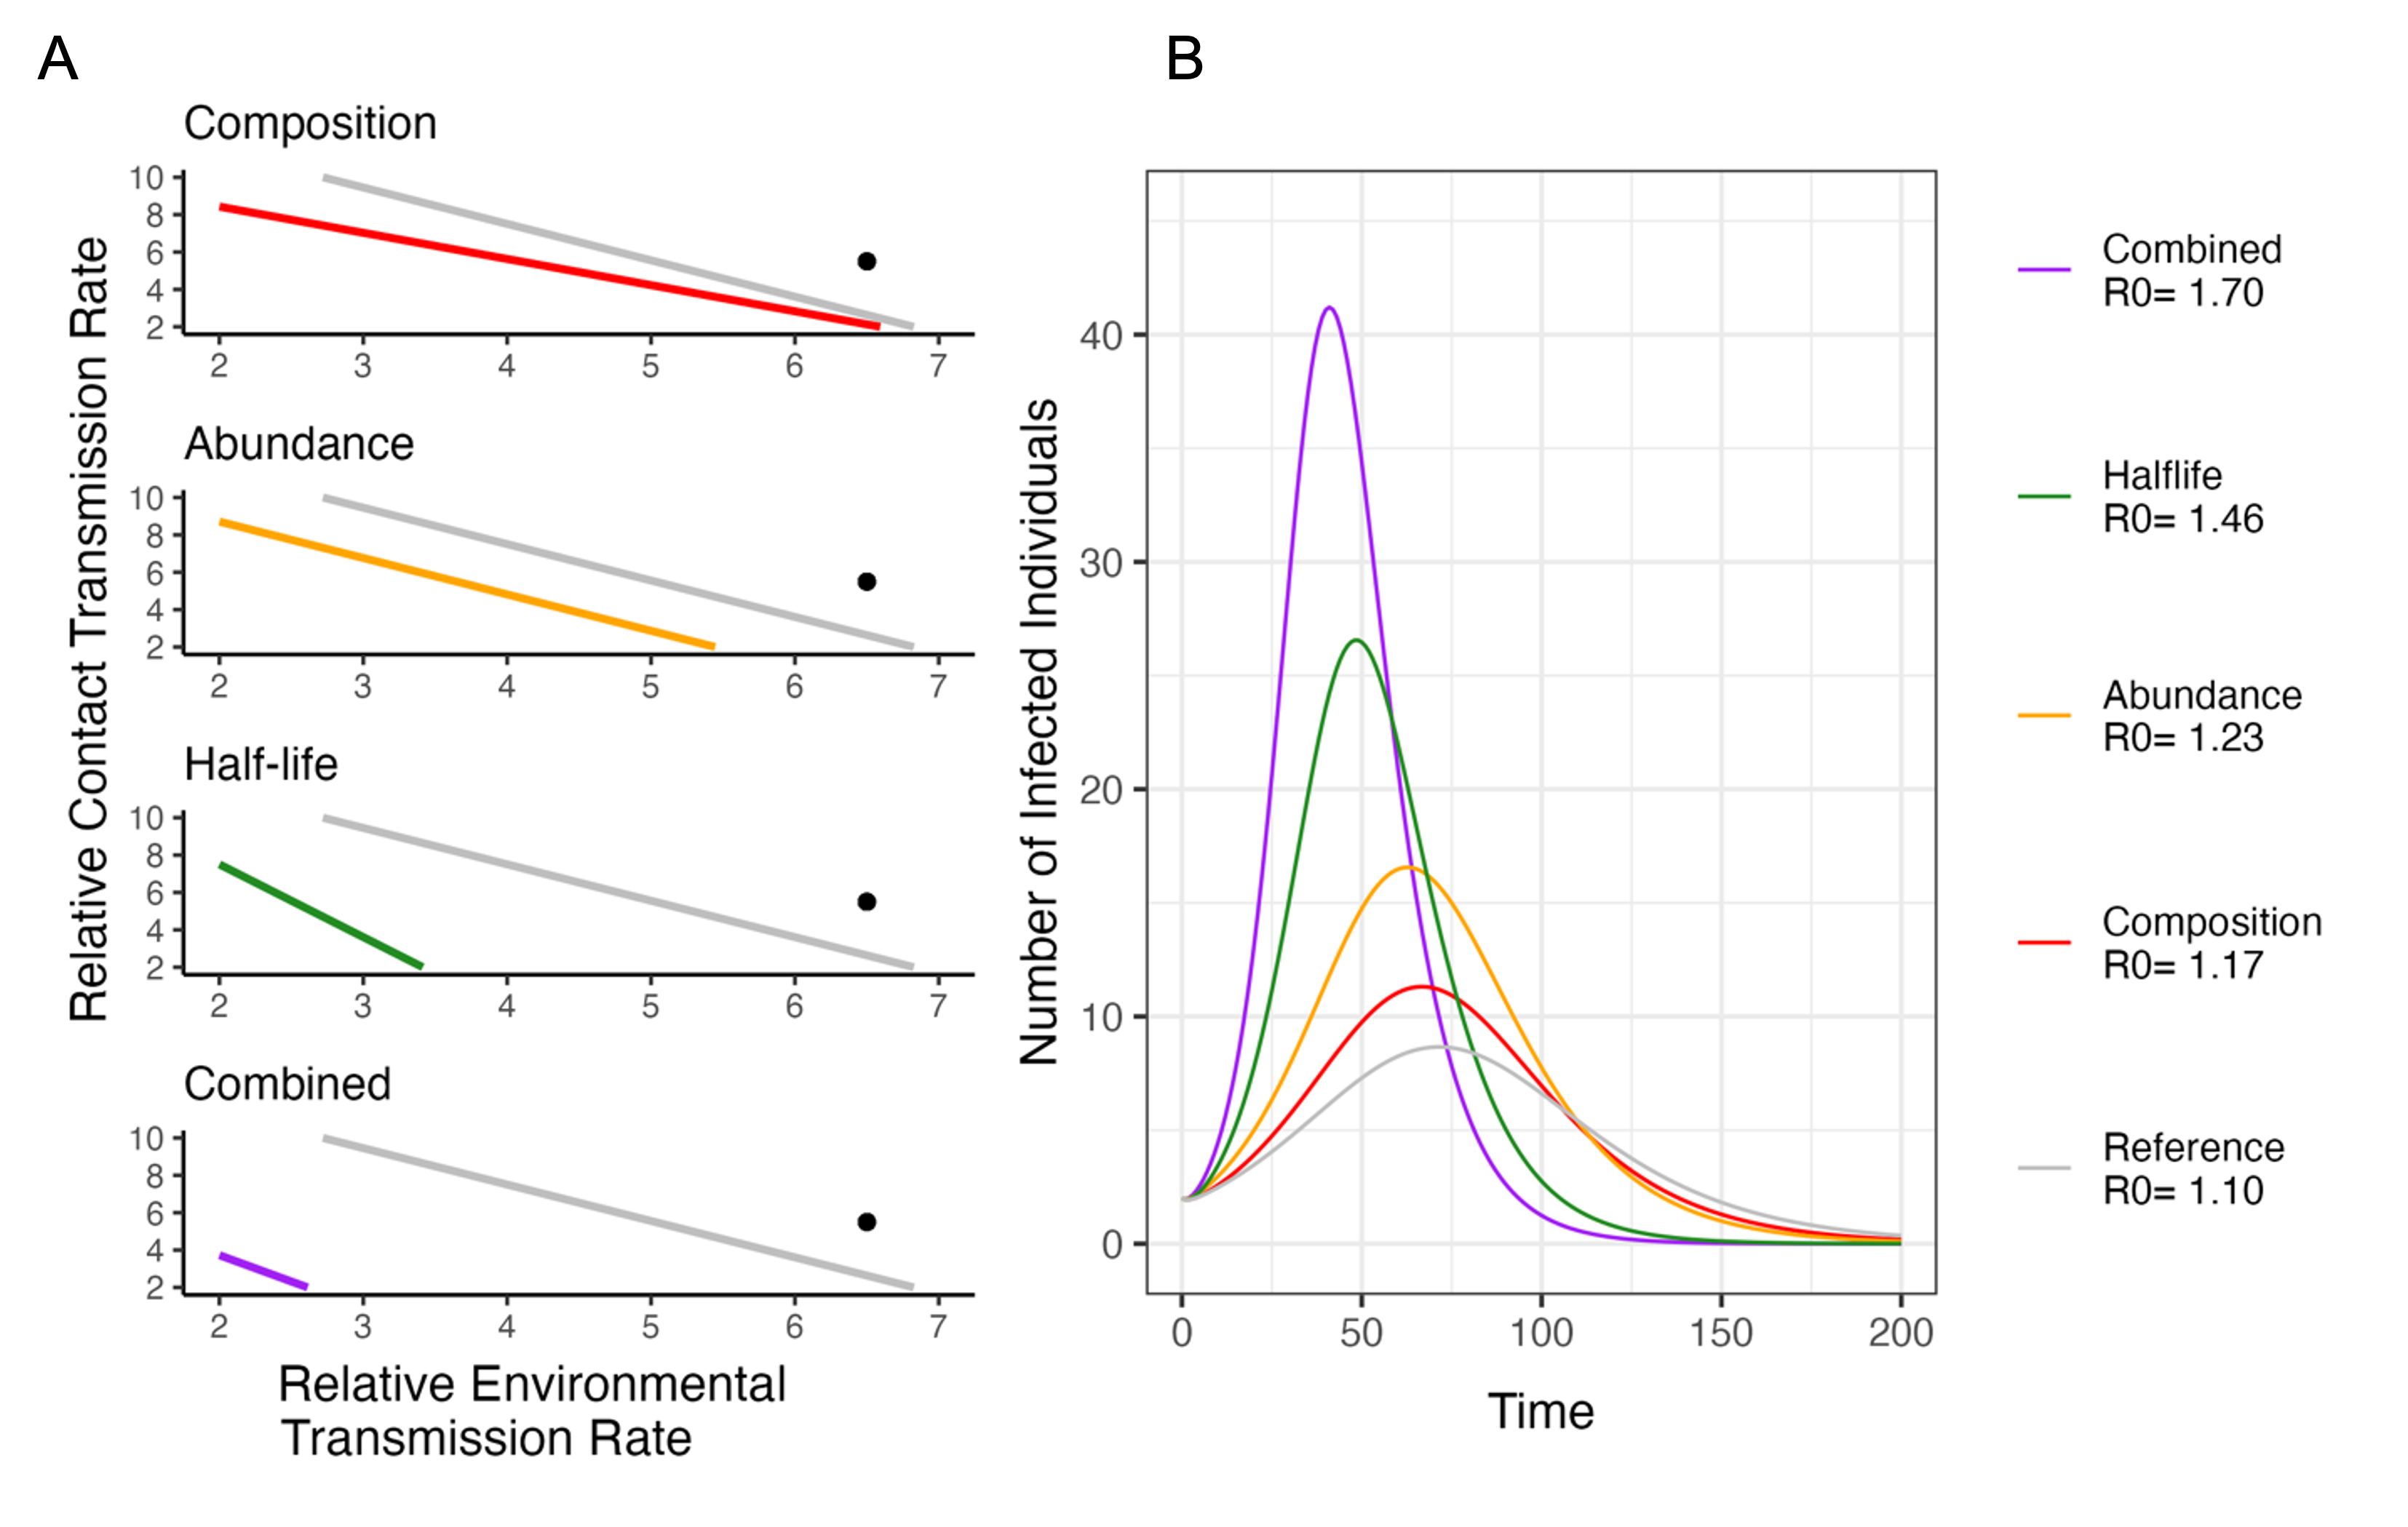 A
B
Relative Contact Transmission Rate
Composition
10
8
6
4
2
2 3 4 5 6 7
Abundance
10
8
6
4
2
2 3 4 5 6 7
Half-life
10
8
6
4
2
2 3 4 5 6 7
Combined
10
8
6
4
2
2 3 4 5 6 7
Relative Environmental
Transmission Rate
Number of Infected Individuals
40
30
20
10
0
0 50 100 150 200
Time
Combined
R0= 1.70
Halflife
R0= 1.46
Abundance
R0= 1.23
Composition
R0= 1.17
Reference
R0= 1.10